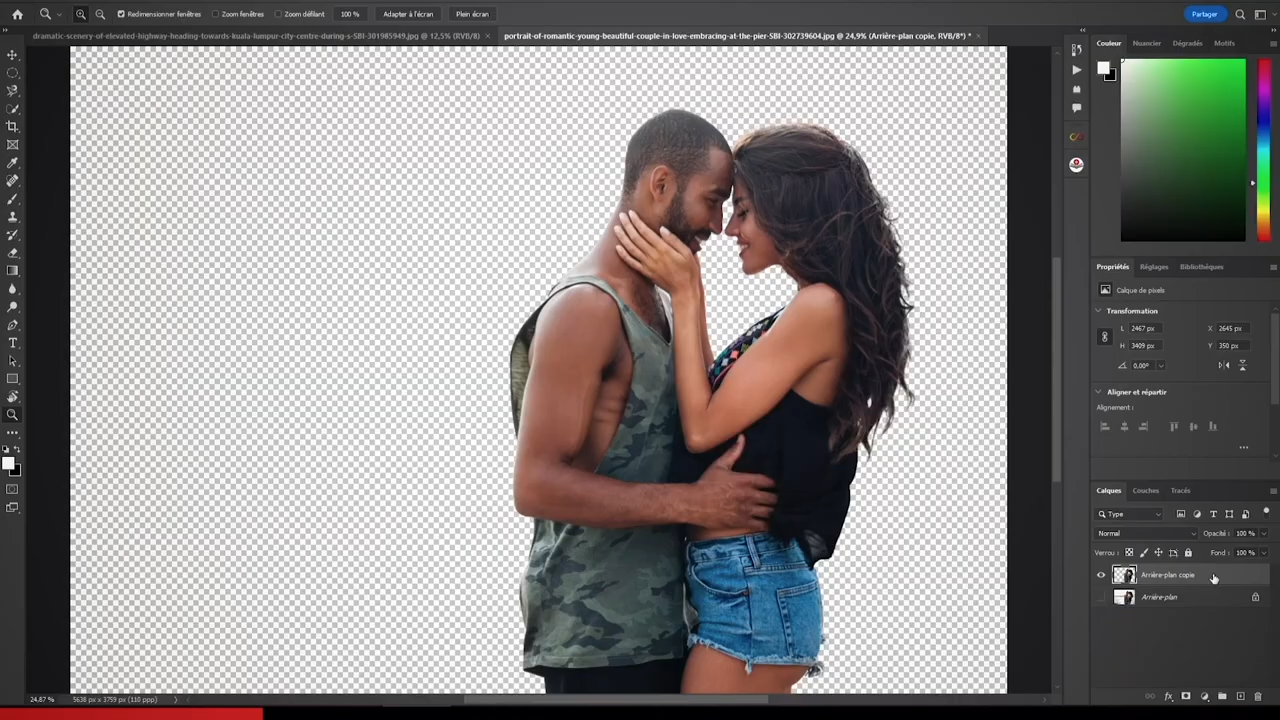 Redimensionner fenêtres Zoom fenêtres Zoom défilant 100 % Adapter à l'écran Plein écran Partager
dramatic-scenery-of-elevated-highway-heading-towards-kuala-lumpur-city-centre-during-s-SBI-301985949.jpg @ 12,5% (RVB/8) × portrait-of-romantic-young-beautiful-couple-in-love-embracing-at-the-pier-SBI-302739604.jpg @ 24,9% (Arrière-plan copie, RVB/8*) * ×
Couleur Nuancier Dégradés Motifs
Propriétés Réglages Bibliothèques
Calque de pixels
Transformation
L 2467 px X 2645 px
H 3409 px Y 350 px
0,00°
Aligner et répartir
Alignement :
Calques Couches Tracés
Type
Normal Opacité : 100 %
Verrou : Fond : 100 %
Arrière-plan copie
Arrière-plan
24,87 % 5638 px x 3759 px (110 ppp)